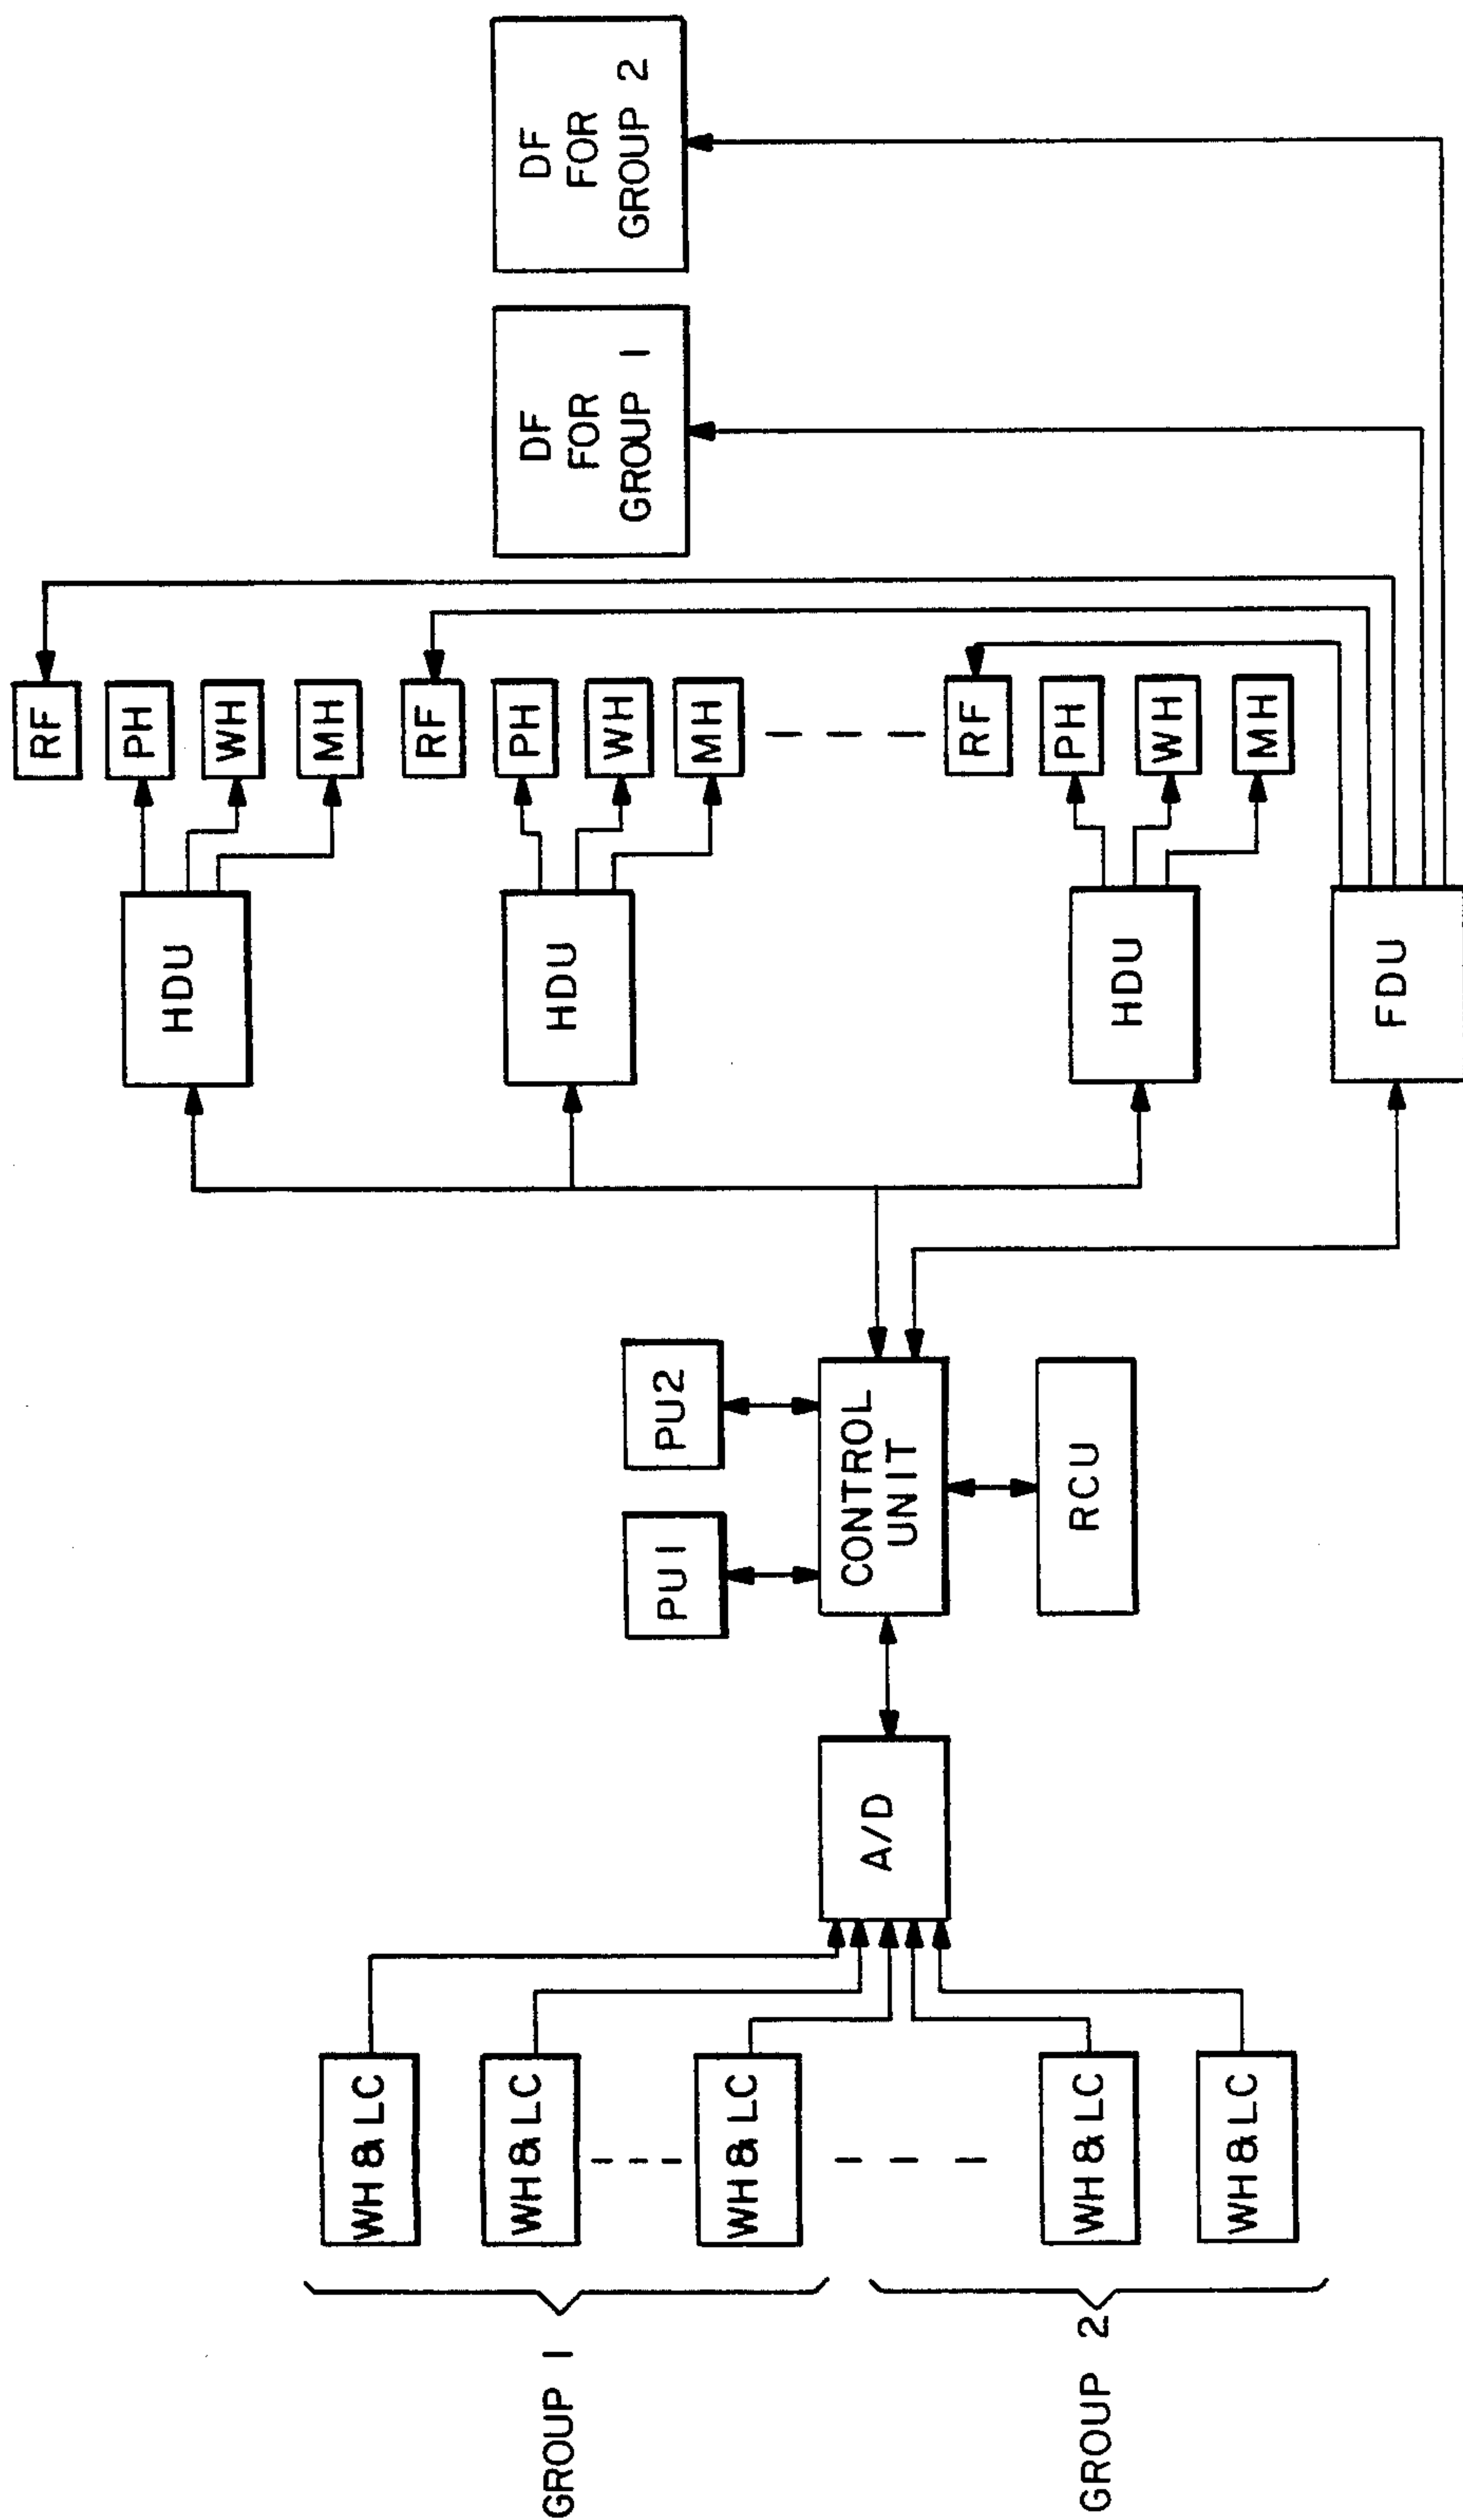 GROUP 1
GROUP 2
WH&LC
WH&LC
WH&LC
WH&LC
WH&LC
A/D
PU1
PU2
CONTROL
UNIT
RCU
HDU
HDU
HDU
FDU
RF
PH
WH
MH
RF
PH
WH
MH
RF
PH
WH
MH
DF
FOR
GROUP 1
DF
FOR
GROUP 2